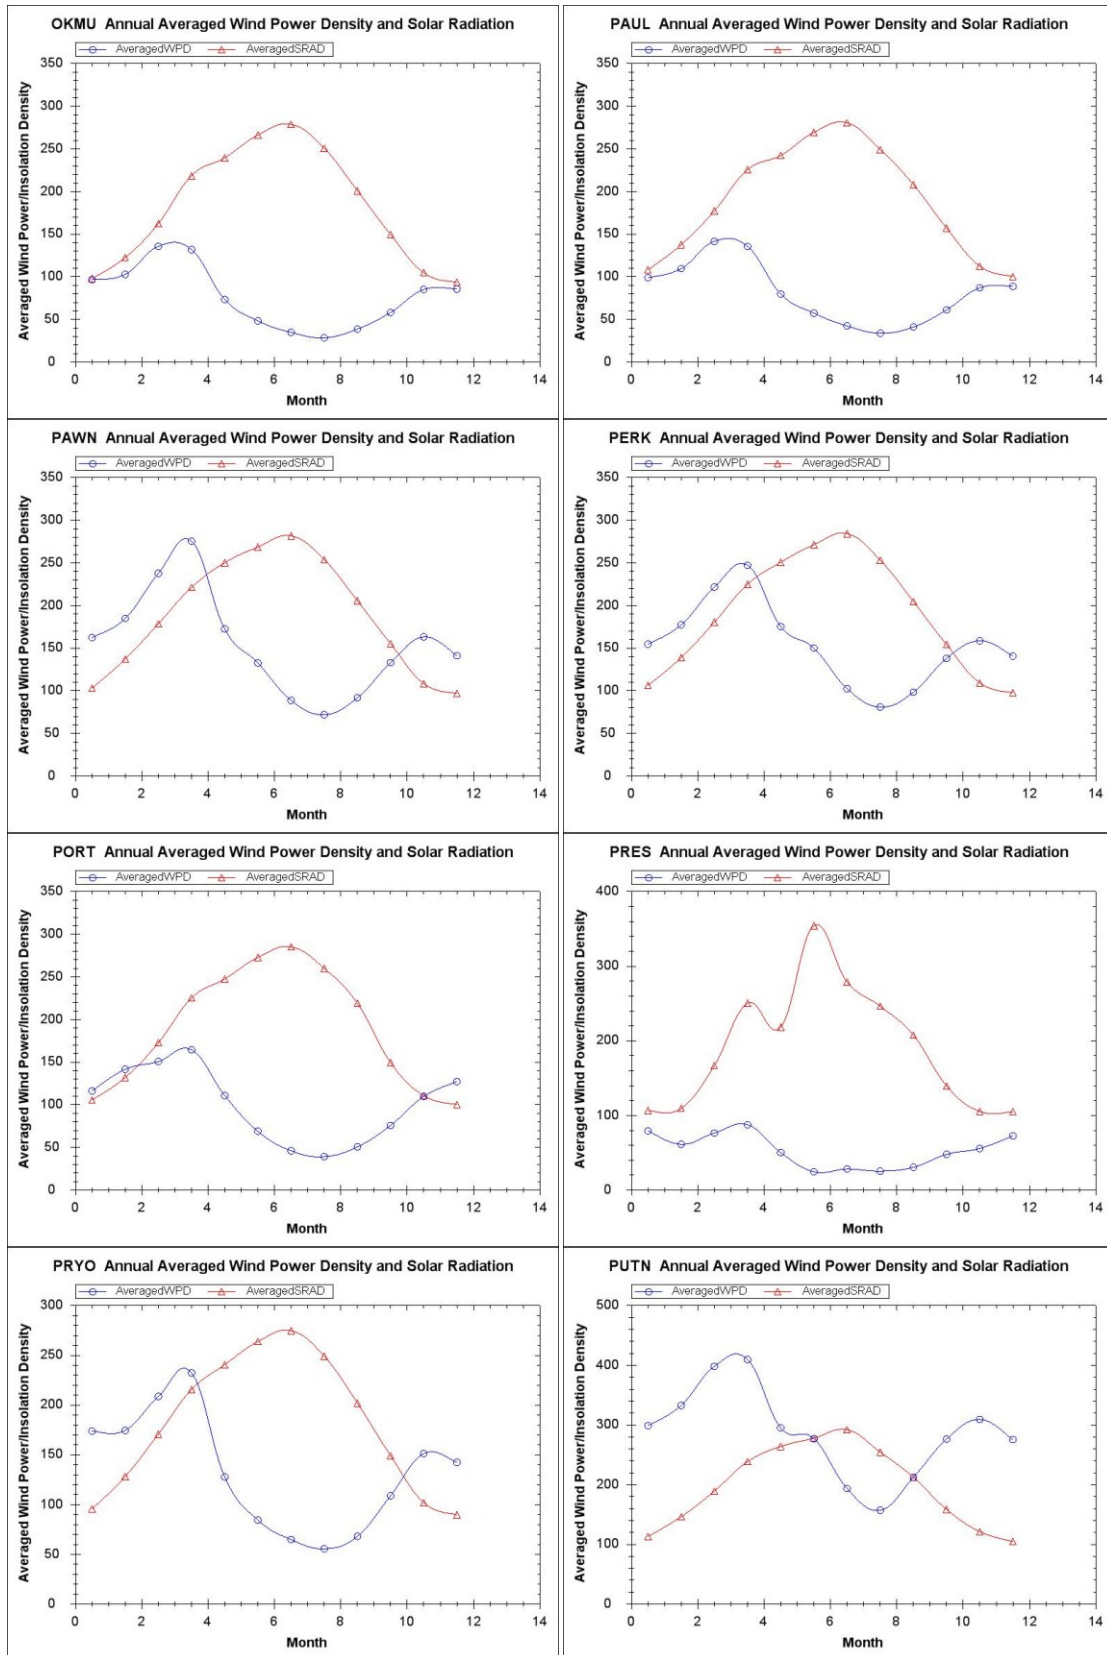 OKMU Annual Averaged Wind Power Density and Solar Radiation
AveragedWPD AveragedSRAD
Averaged Wind Power/Insolation Density
350
300
250
200
150
100
50
0
0 2 4 6 8 10 12 14
Month
PAUL Annual Averaged Wind Power Density and Solar Radiation
AveragedWPD AveragedSRAD
Averaged Wind Power/Insolation Density
350
300
250
200
150
100
50
0
0 2 4 6 8 10 12 14
Month
PAWN Annual Averaged Wind Power Density and Solar Radiation
AveragedWPD AveragedSRAD
Averaged Wind Power/Insolation Density
350
300
250
200
150
100
50
0
0 2 4 6 8 10 12 14
Month
PERK Annual Averaged Wind Power Density and Solar Radiation
AveragedWPD AveragedSRAD
Averaged Wind Power/Insolation Density
350
300
250
200
150
100
50
0
0 2 4 6 8 10 12 14
Month
PORT Annual Averaged Wind Power Density and Solar Radiation
AveragedWPD AveragedSRAD
Averaged Wind Power/Insolation Density
350
300
250
200
150
100
50
0
0 2 4 6 8 10 12 14
Month
PRES Annual Averaged Wind Power Density and Solar Radiation
AveragedWPD AveragedSRAD
Averaged Wind Power/Insolation Density
400
300
200
100
0
0 2 4 6 8 10 12 14
Month
PRYO Annual Averaged Wind Power Density and Solar Radiation
AveragedWPD AveragedSRAD
Averaged Wind Power/Insolation Density
300
250
200
150
100
50
0
0 2 4 6 8 10 12 14
Month
PUTN Annual Averaged Wind Power Density and Solar Radiation
AveragedWPD AveragedSRAD
Averaged Wind Power/Insolation Density
500
400
300
200
100
0
0 2 4 6 8 10 12 14
Month